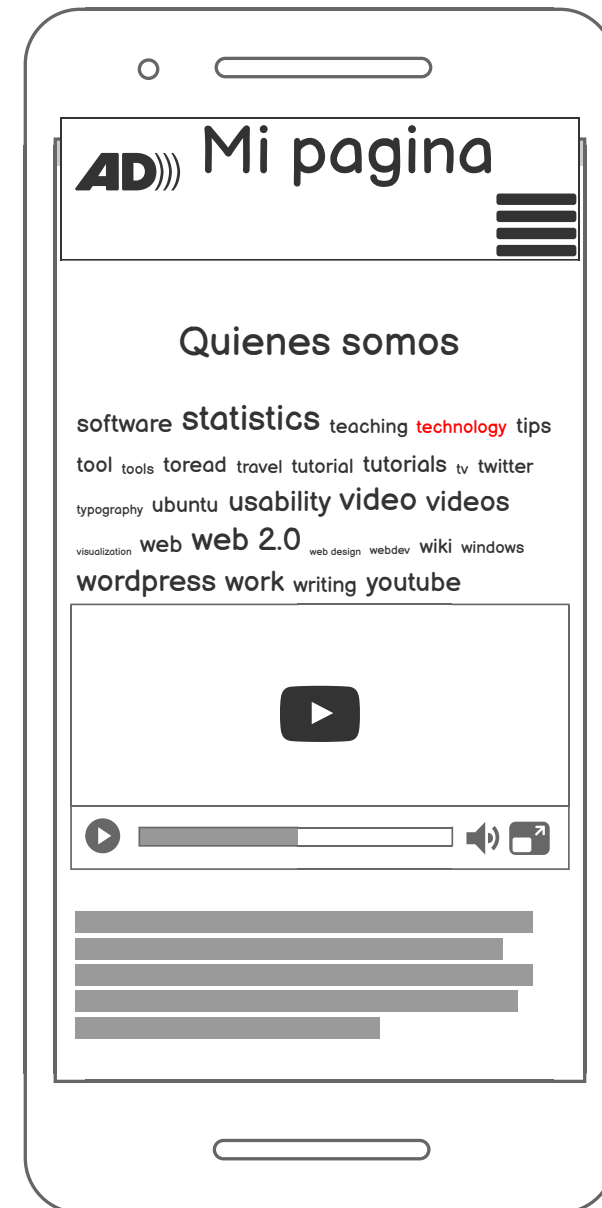 Mi pagina
AD)))
Quienes somos
software statistics teaching technology tips
tool tools toread travel tutorial tutorials tv twitter
typography ubuntu usability video videos
visualization web web 2.0 web design webdev wiki windows
wordpress work writing youtube